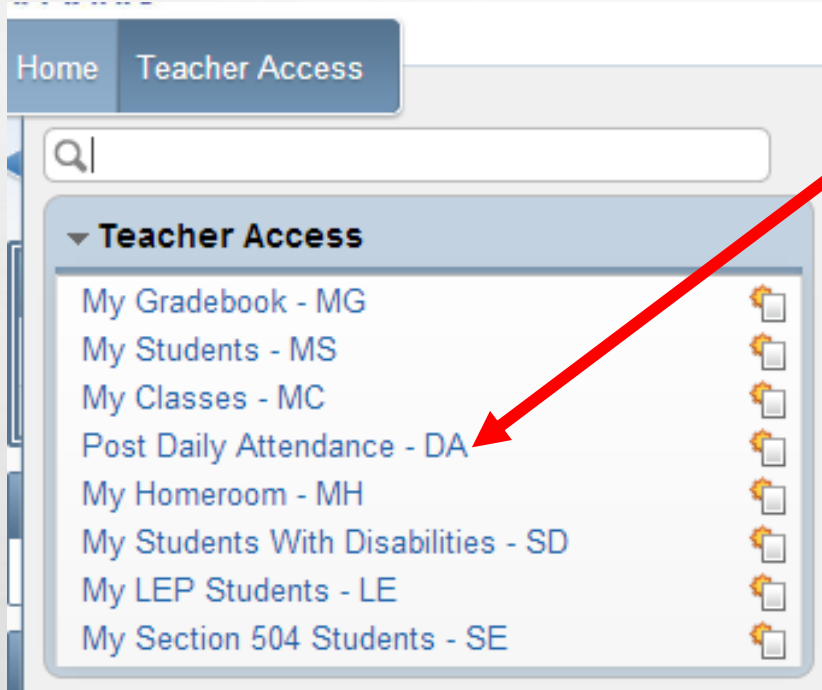 Home Teacher Access
Teacher Access
My Gradebook - MG
My Students - MS
My Classes - MC
Post Daily Attendance - DA
My Homeroom - MH
My Students With Disabilities - SD
My LEP Students - LE
My Section 504 Students - SE